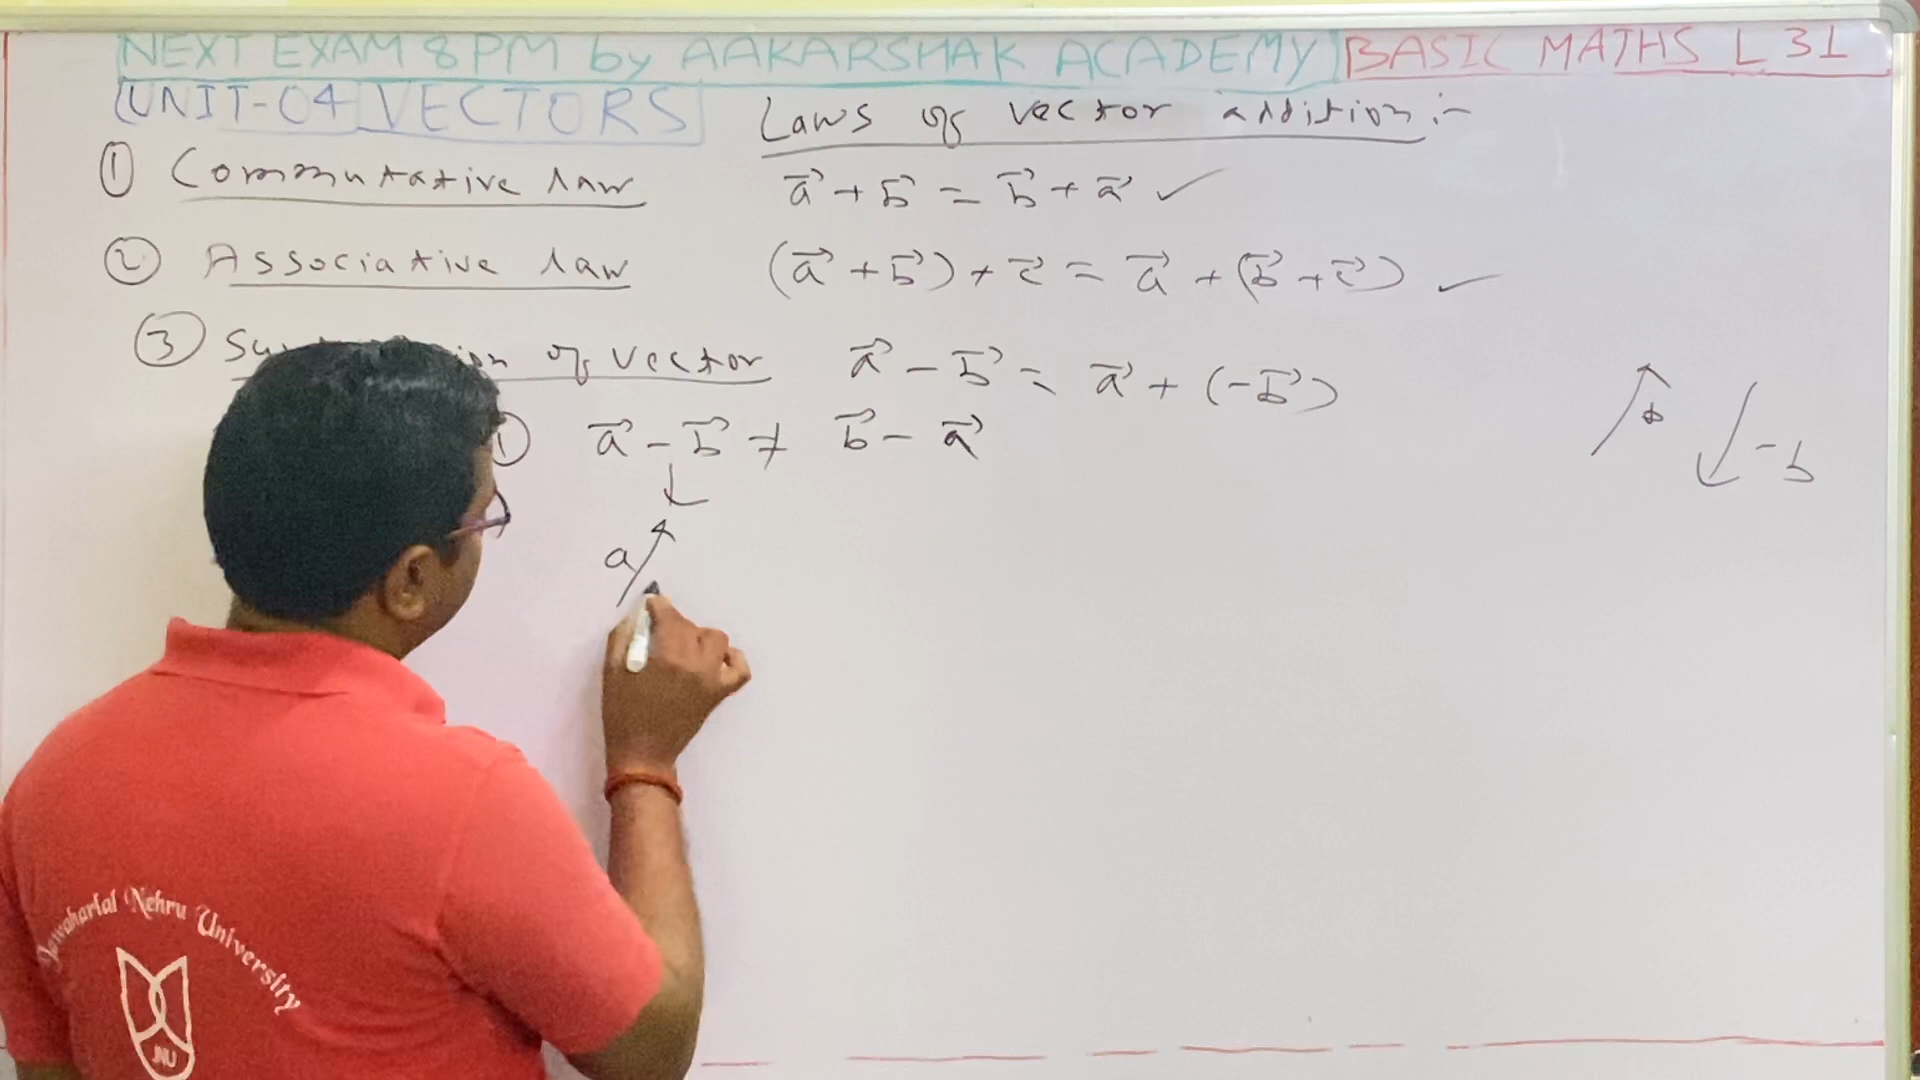 NEXT EXAM 8PM by AAKARSHAK ACADEMY BASIC MATHS L 31
UNIT-04 VECTORS Laws of vector addition :-
① Commutative law a⃗ + b⃗ = b⃗ + a⃗ ✓
② Associative law (a⃗ + b⃗) + c⃗ = a⃗ + (b⃗ + c⃗) ✓
③ of vector a⃗ - b⃗ = a⃗ + (-b⃗)
① a⃗ - b⃗ ≠ b⃗ - a⃗
b
-b
a
Jawaharlal Nehru University
JNU